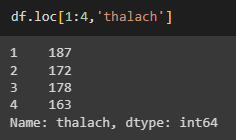 df.loc[1:4,'thalach']
1    187
2    172
3    178
4    163
Name: thalach, dtype: int64